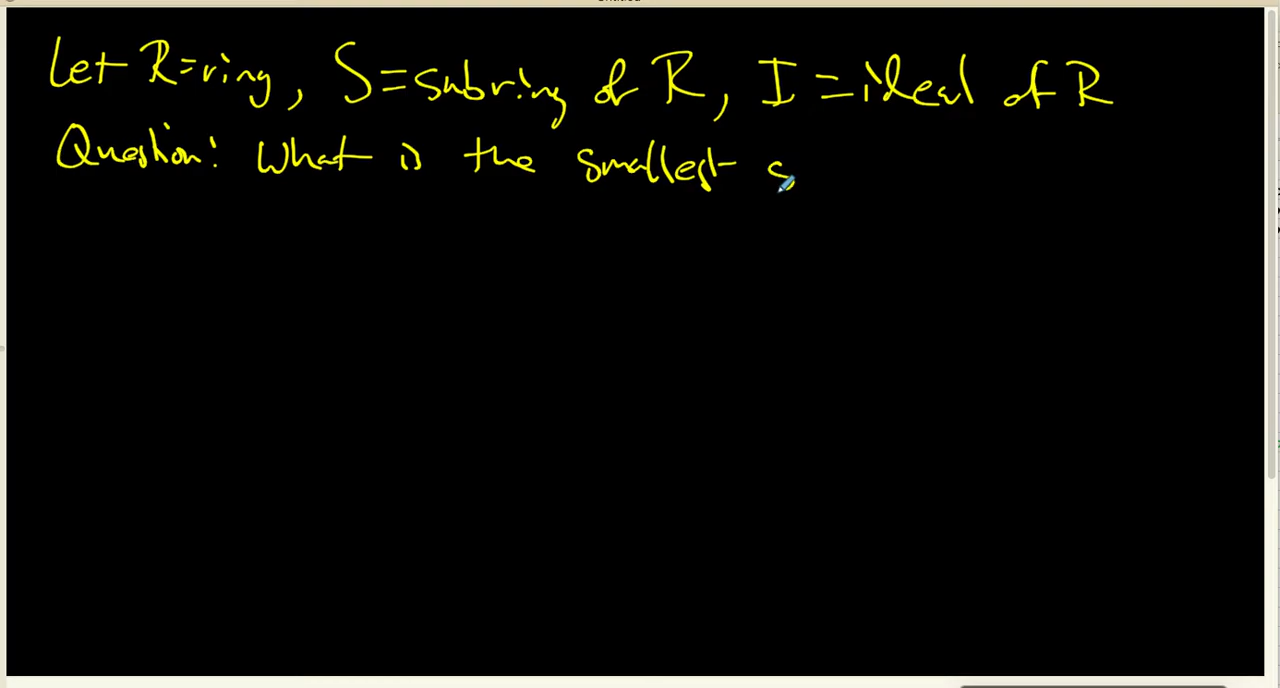 Let R=ring, S=subring of R, I=ideal of R
Question: What is the smallest s